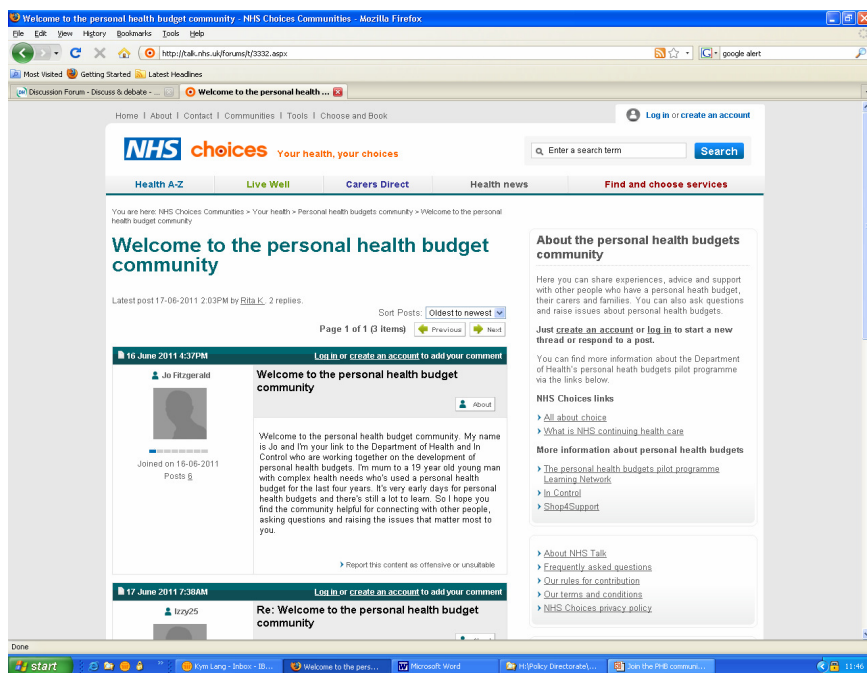 Welcome to the personal health budget community - NHS Choices Communities - Mozilla Firefox
File Edit View History Bookmarks Tools Help
http://talk.nhs.uk/forums/t/3332.aspx
google alert
Most Visited Getting Started Latest Headlines
Discussion Forum - Discuss & debate - ...
Welcome to the personal health ...
Home | About | Contact | Communities | Tools | Choose and Book
Log in or create an account
NHS choices Your health, your choices
Enter a search term
Search
Health A-Z
Live Well
Carers Direct
Health news
Find and choose services
You are here: NHS Choices Communities > Your health > Personal health budgets community > Welcome to the personal
health budget community
Welcome to the personal health budget
community
Latest post 17-06-2011 2:03PM by Rita K. 2 replies.
Sort Posts: Oldest to newest
Page 1 of 1 (3 items) Previous Next
16 June 2011 4:37PM
Log in or create an account to add your comment
Jo Fitzgerald
Joined on 16-06-2011
Posts 6
Welcome to the personal health budget
community
About
Welcome to the personal health budget community. My name
is Jo and I'm your link to the Department of Health and In
Control who are working together on the development of
personal health budgets. I'm mum to a 19 year old young man
with complex health needs who's used a personal health
budget for the last four years. It's very early days for personal
health budgets and there's still a lot to learn. So I hope you
find the community helpful for connecting with other people,
asking questions and raising the issues that matter most to
you.
Report this content as offensive or unsuitable
17 June 2011 7:38AM
Log in or create an account to add your comment
Izzy25
Re: Welcome to the personal health budget
community
About the personal health budgets
community
Here you can share experiences, advice and support
with other people who have a personal heath budget,
their carers and families. You can also ask questions
and raise issues about personal health budgets.
Just create an account or log in to start a new
thread or respond to a post.
You can find more information about the Department
of Health's personal heath budgets pilot programme
via the links below.
NHS Choices links
All about choice
What is NHS continuing health care
More information about personal health budgets
The personal health budgets pilot programme
Learning Network
In Control
Shop4Support
About NHS Talk
Frequently asked questions
Our rules for contribution
Our terms and conditions
NHS Choices privacy policy
Done
start
Kym Lang - Inbox - IB...
Welcome to the pers...
Microsoft Word
H:\Policy Directorate\...
Join the PHB communi...
11:46